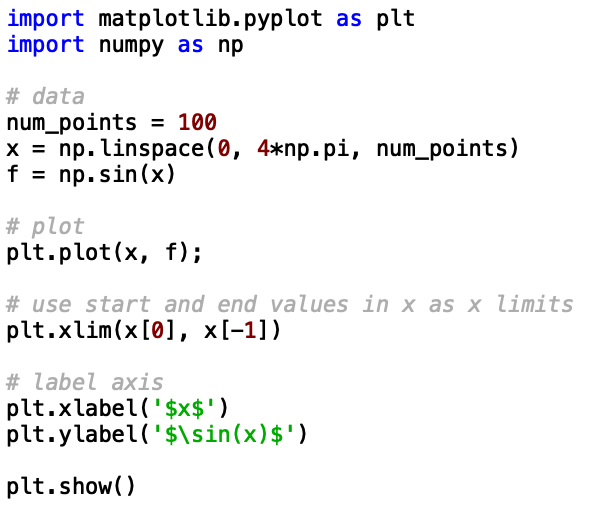 import matplotlib.pyplot as plt
import numpy as np
# data
num_points = 100
x = np.linspace(0, 4*np.pi, num_points)
f = np.sin(x)
# plot
plt.plot(x, f);
# use start and end values in x as x limits
plt.xlim(x[0], x[-1])
# label axis
plt.xlabel('$x$')
plt.ylabel('$\sin(x)$')
plt.show()